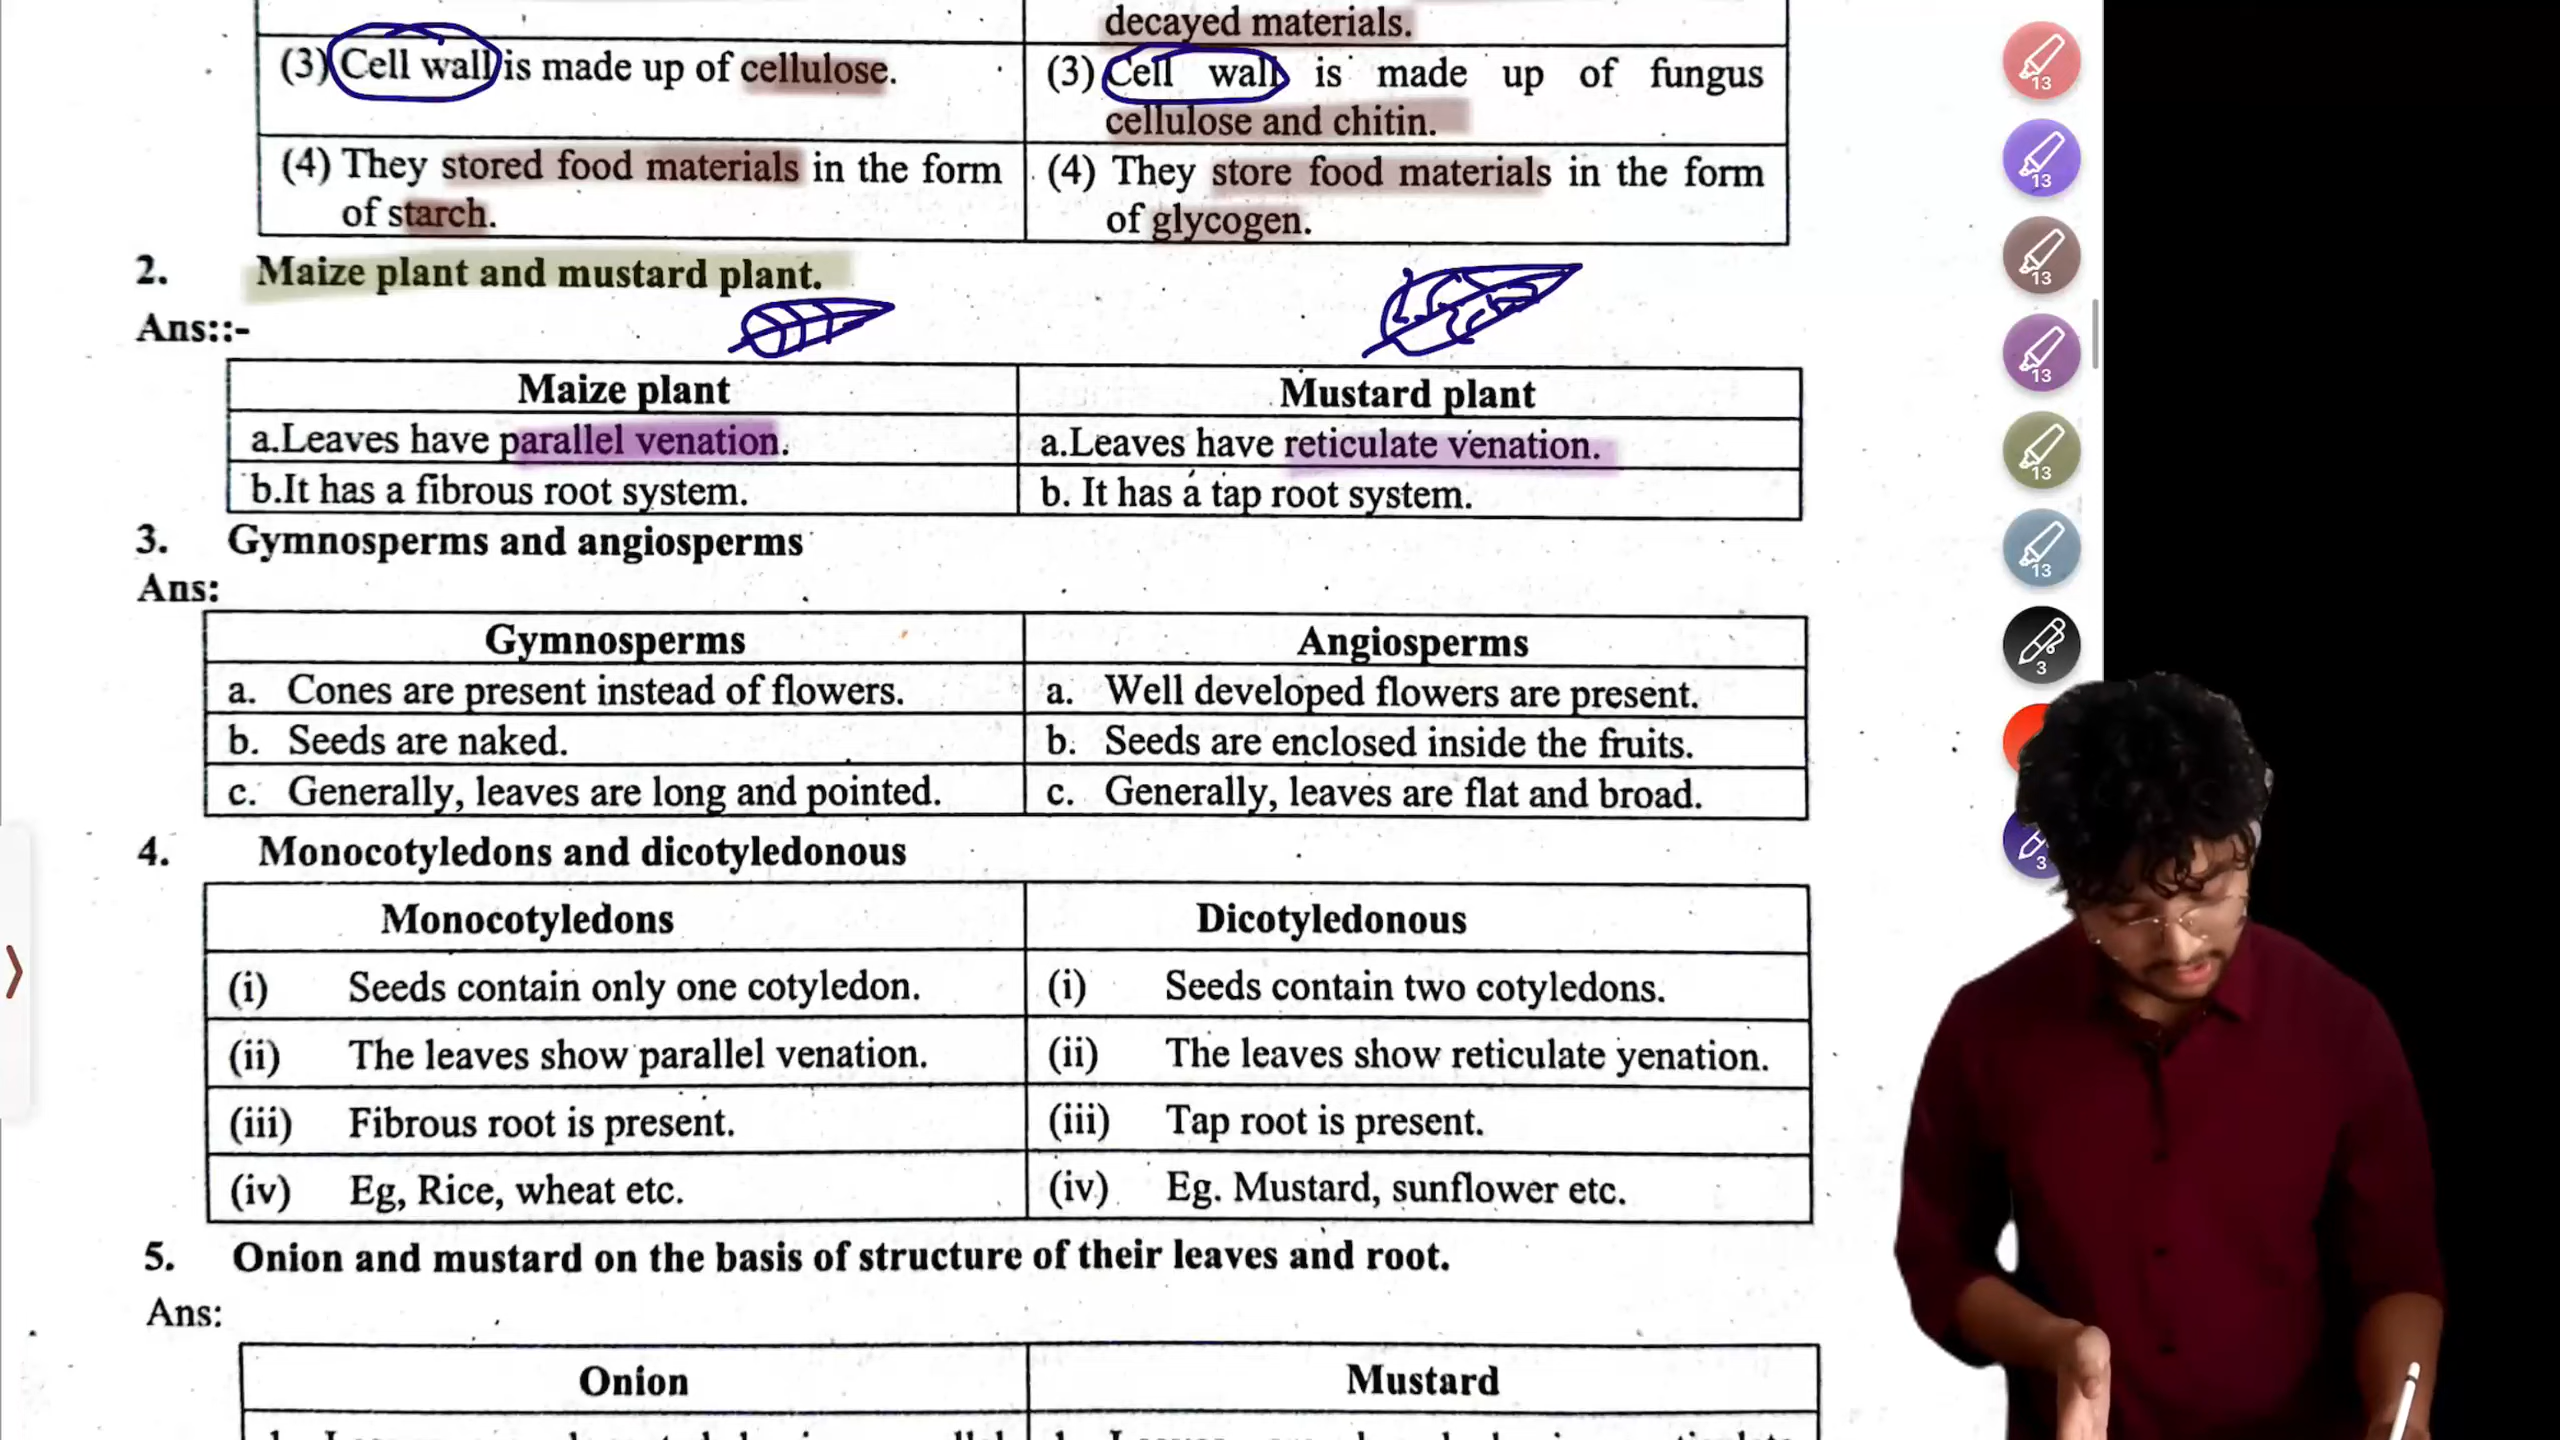 decayed materials.
(3) Cell wall is made up of cellulose.
(3) Cell wall is made up of fungus
cellulose and chitin.
(4) They stored food materials in the form
of starch.
(4) They store food materials in the form
of glycogen.
2. Maize plant and mustard plant.
Ans::-
Maize plant
Mustard plant
a.Leaves have parallel venation.
a.Leaves have reticulate venation.
b.It has a fibrous root system.
b. It has a tap root system.
3. Gymnosperms and angiosperms
Ans:
Gymnosperms
Angiosperms
a. Cones are present instead of flowers.
a. Well developed flowers are present.
b. Seeds are naked.
b. Seeds are enclosed inside the fruits.
c. Generally, leaves are long and pointed.
c. Generally, leaves are flat and broad.
4. Monocotyledons and dicotyledonous
Monocotyledons
Dicotyledonous
(i) Seeds contain only one cotyledon.
(i) Seeds contain two cotyledons.
(ii) The leaves show parallel venation.
(ii) The leaves show reticulate yenation.
(iii) Fibrous root is present.
(iii) Tap root is present.
(iv) Eg, Rice, wheat etc.
(iv) Eg. Mustard, sunflower etc.
5. Onion and mustard on the basis of structure of their leaves and root.
Ans:
Onion
Mustard
13
13
13
13
13
13
3
3